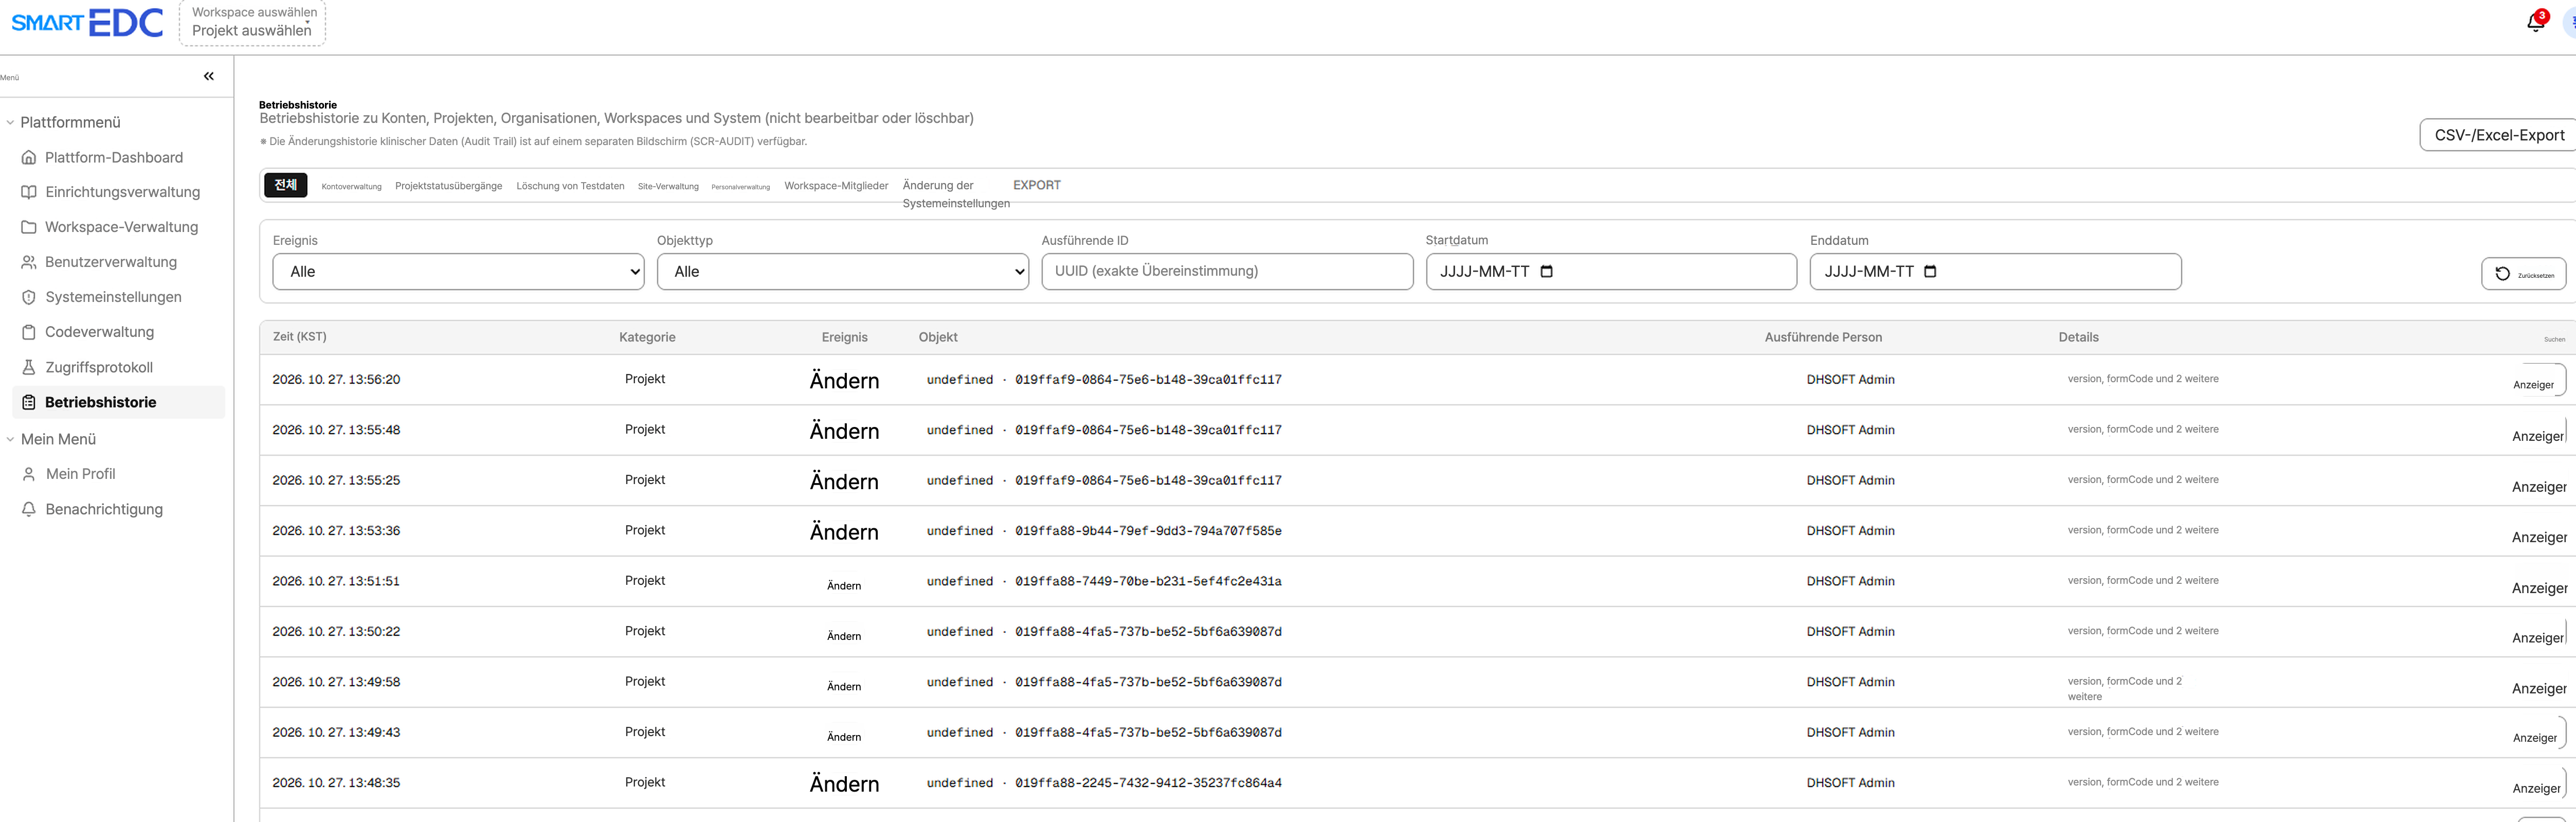 SMART EDC
Workspace auswählen
Projekt auswählen
3
Menü
Plattformmenü
Plattform-Dashboard
Einrichtungsverwaltung
Workspace-Verwaltung
Benutzerverwaltung
Systemeinstellungen
Codeverwaltung
Zugriffsprotokoll
Betriebshistorie
Mein Menü
Mein Profil
Benachrichtigung
Betriebshistorie
Betriebshistorie zu Konten, Projekten, Organisationen, Workspaces und System (nicht bearbeitbar oder löschbar)
※ Die Änderungshistorie klinischer Daten (Audit Trail) ist auf einem separaten Bildschirm (SCR-AUDIT) verfügbar.
CSV-/Excel-Export
전체 Kontoverwaltung Projektstatusübergänge Löschung von Testdaten Site-Verwaltung Personalverwaltung Workspace-Mitglieder Änderung der EXPORT
Systemeinstellungen
Ereignis Objekttyp Ausführende ID Startdatum Enddatum
Alle Alle UUID (exakte Übereinstimmung) JJJJ-MM-TT JJJJ-MM-TT Zurücksetzen
Zeit (KST) Kategorie Ereignis Objekt Ausführende Person Details Suchen
2026. 10. 27. 13:56:20 Projekt Ändern undefined · 019ffaf9-0864-75e6-b148-39ca01ffc117 DHSOFT Admin version, formCode und 2 weitere Anzeiger
2026. 10. 27. 13:55:48 Projekt Ändern undefined · 019ffaf9-0864-75e6-b148-39ca01ffc117 DHSOFT Admin version, formCode und 2 weitere Anzeiger
2026. 10. 27. 13:55:25 Projekt Ändern undefined · 019ffaf9-0864-75e6-b148-39ca01ffc117 DHSOFT Admin version, formCode und 2 weitere Anzeiger
2026. 10. 27. 13:53:36 Projekt Ändern undefined · 019ffa88-9b44-79ef-9dd3-794a707f585e DHSOFT Admin version, formCode und 2 weitere Anzeiger
2026. 10. 27. 13:51:51 Projekt Ändern undefined · 019ffa88-7449-70be-b231-5ef4fc2e431a DHSOFT Admin version, formCode und 2 weitere Anzeiger
2026. 10. 27. 13:50:22 Projekt Ändern undefined · 019ffa88-4fa5-737b-be52-5bf6a639087d DHSOFT Admin version, formCode und 2 weitere Anzeiger
2026. 10. 27. 13:49:58 Projekt Ändern undefined · 019ffa88-4fa5-737b-be52-5bf6a639087d DHSOFT Admin version, formCode und 2 Anzeiger
weitere
2026. 10. 27. 13:49:43 Projekt Ändern undefined · 019ffa88-4fa5-737b-be52-5bf6a639087d DHSOFT Admin version, formCode und 2 weitere Anzeiger
2026. 10. 27. 13:48:35 Projekt Ändern undefined · 019ffa88-2245-7432-9412-35237fc864a4 DHSOFT Admin version, formCode und 2 weitere Anzeiger